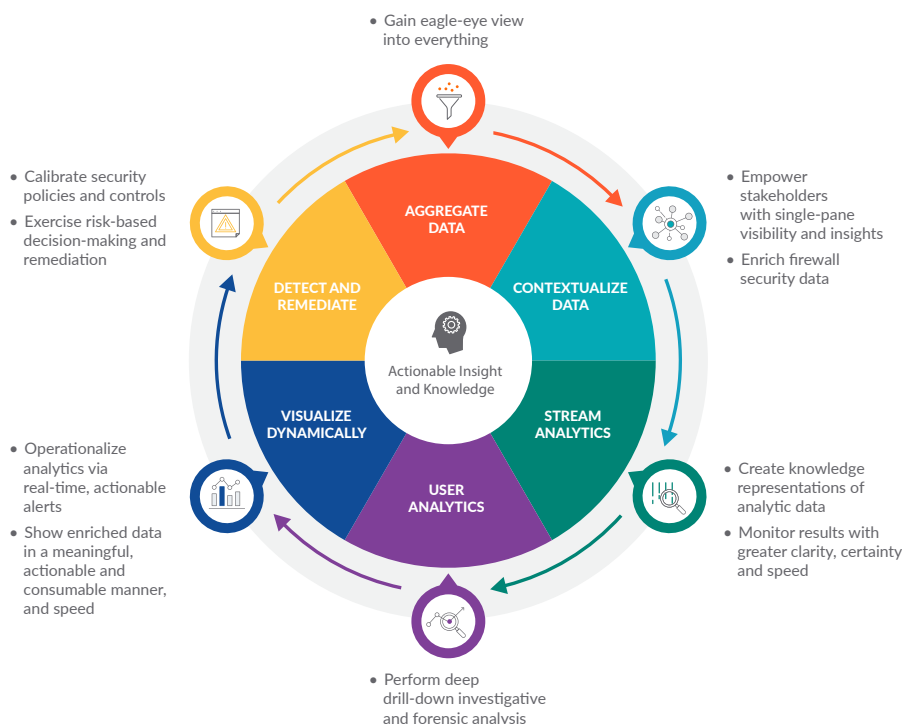 • Gain eagle-eye view
into everything
• Calibrate security
policies and controls
• Exercise risk-based
decision-making and
remediation
• Empower
stakeholders
with single-pane
visibility and insights
• Enrich firewall
security data
AGGREGATE
DATA
DETECT AND
REMEDIATE
CONTEXTUALIZE
DATA
Actionable Insight
and Knowledge
VISUALIZE
DYNAMICALLY
STREAM
ANALYTICS
USER
ANALYTICS
• Operationalize
analytics via
real-time, actionable
alerts
• Show enriched data
in a meaningful,
actionable and
consumable manner,
and speed
• Create knowledge
representations of
analytic data
• Monitor results with
greater clarity, certainty
and speed
• Perform deep
drill-down investigative
and forensic analysis